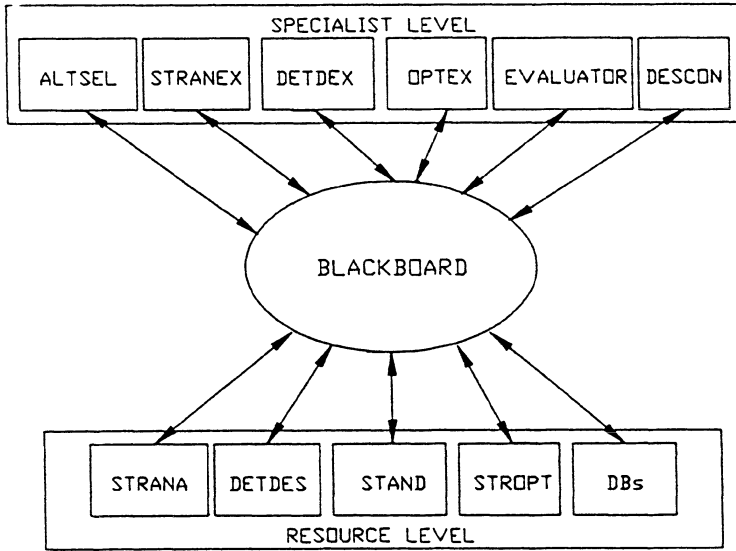 SPECIALIST LEVEL
ALTSEL STRANEX DETDEX OPTEX EVALUATOR DESCON
BLACKBOARD
STRANA DETDES STAND STROPT DBs
RESOURCE LEVEL